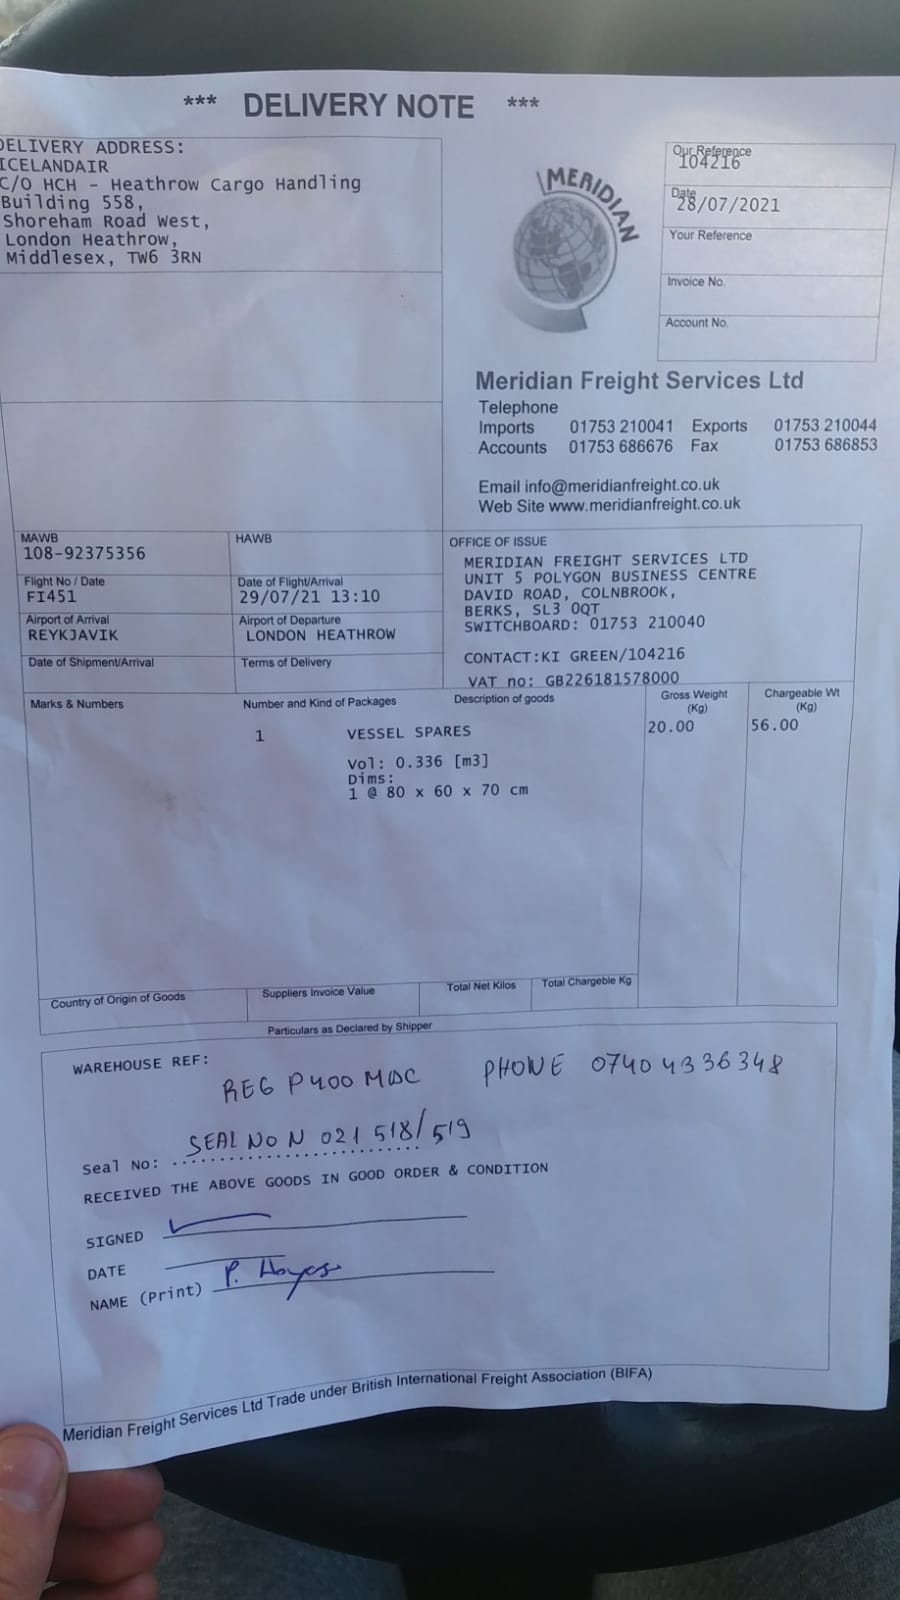 *** DELIVERY NOTE ***
DELIVERY ADDRESS:
ICELANDAIR
C/O HCH - Heathrow Cargo Handling
Building 558,
Shoreham Road West,
London Heathrow,
Middlesex, TW6 3RN
MERIDIAN
Our Reference
104216
Date
28/07/2021
Your Reference
Invoice No.
Account No.
Meridian Freight Services Ltd
Telephone
Imports 01753 210041 Exports 01753 210044
Accounts 01753 686676 Fax 01753 686853
Email info@meridianfreight.co.uk
Web Site www.meridianfreight.co.uk
MAWB
108-92375356
HAWB
Flight No / Date
FI451
Date of Flight/Arrival
29/07/21 13:10
Airport of Arrival
REYKJAVIK
Airport of Departure
LONDON HEATHROW
Date of Shipment/Arrival
Terms of Delivery
OFFICE OF ISSUE
MERIDIAN FREIGHT SERVICES LTD
UNIT 5 POLYGON BUSINESS CENTRE
DAVID ROAD, COLNBROOK,
BERKS, SL3 0QT
SWITCHBOARD: 01753 210040
CONTACT:KI GREEN/104216
VAT no: GB226181578000
Marks & Numbers Number and Kind of Packages Description of goods Gross Weight (Kg) Chargeable Wt (Kg)
1 VESSEL SPARES 20.00 56.00
Vol: 0.336 [m3]
Dims:
1 @ 80 x 60 x 70 cm
Country of Origin of Goods Suppliers Invoice Value Total Net Kilos Total Chargeable Kg
Particulars as Declared by Shipper
WAREHOUSE REF:
REG P400 MDC PHONE 07404336348
Seal No: SEAL NO N 021 518/519
RECEIVED THE ABOVE GOODS IN GOOD ORDER & CONDITION
SIGNED
DATE
NAME (Print) P. Hayes
Meridian Freight Services Ltd Trade under British International Freight Association (BIFA)